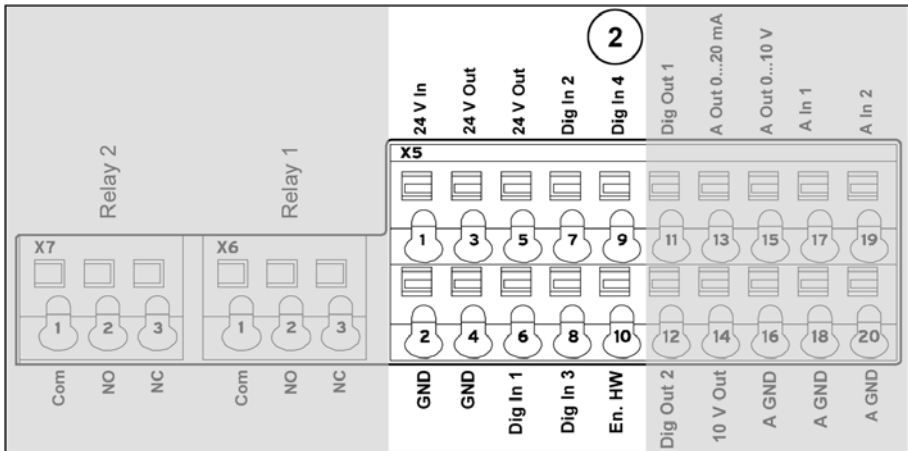 2
24 V In
24 V Out
24 V Out
Dig In 2
Dig In 4
Dig Out 1
A Out 0...20 mA
A Out 0...10 V
A In 1
A In 2
Relay 2
Relay 1
X5
1 3 5 7 9 11 13 15 17 19
X7
X6
1 2 3
1 2 3
2 4 6 8 10 12 14 16 18 20
Com
NO
NC
Com
NO
NC
GND
GND
Dig In 1
Dig In 3
En. HW
Dig Out 2
10 V Out
A GND
A GND
A GND